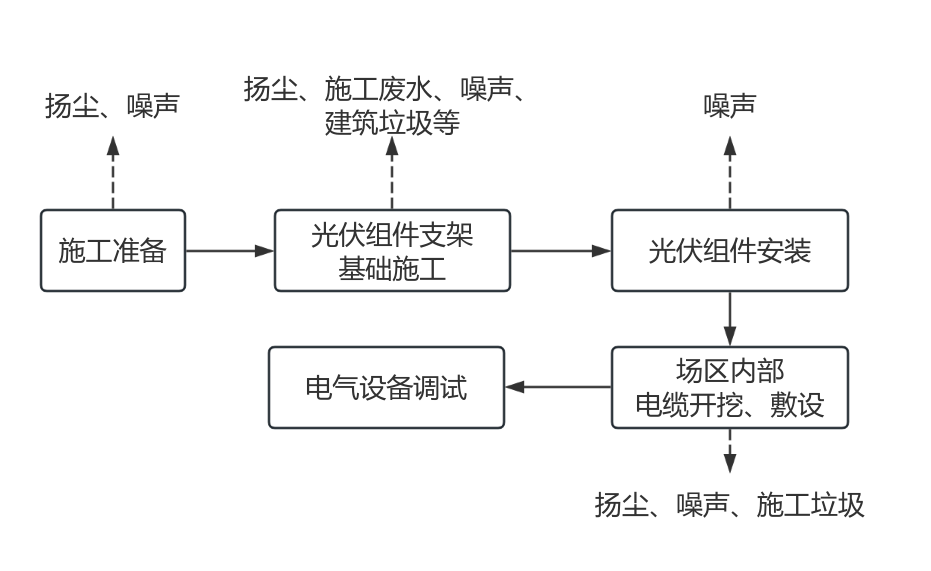 扬尘、噪声
扬尘、施工废水、噪声、
建筑垃圾等
噪声
施工准备
光伏组件支架
基础施工
光伏组件安装
电气设备调试
场区内部
电缆开挖、敷设
扬尘、噪声、施工垃圾